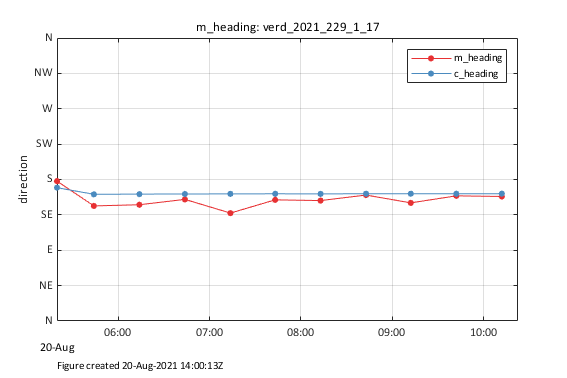 m_heading: verd_2021_229_1_17
N
NW
W
SW
S
SE
E
NE
N
direction
m_heading
c_heading
06:00 07:00 08:00 09:00 10:00
20-Aug
Figure created 20-Aug-2021 14:00:13Z